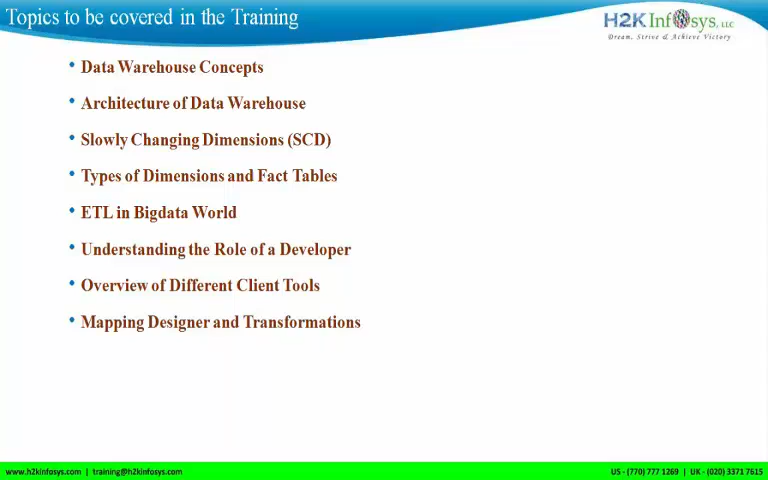 Topics to be covered in the Training
H2K Infosys, LLC
Dream, Strive & Achieve Victory
• Data Warehouse Concepts
• Architecture of Data Warehouse
• Slowly Changing Dimensions (SCD)
• Types of Dimensions and Fact Tables
• ETL in Bigdata World
• Understanding the Role of a Developer
• Overview of Different Client Tools
• Mapping Designer and Transformations
www.h2kinfosys.com | training@h2kinfosys.com
US - (770) 777 1269 | UK - (020) 3371 7615